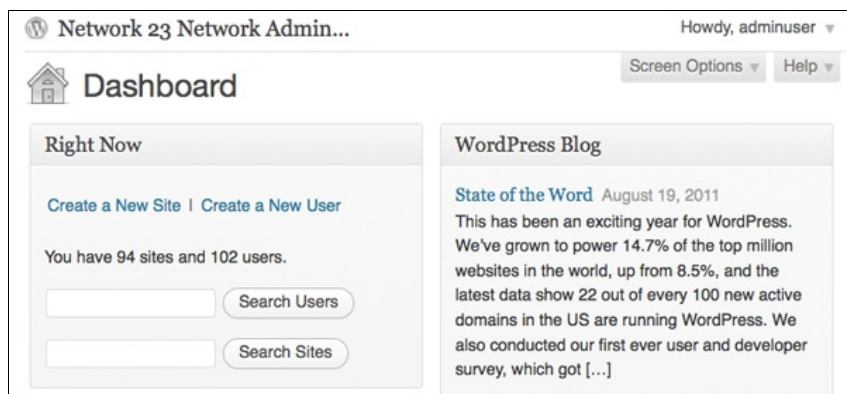 Network 23 Network Admin...
Howdy, adminuser
Screen Options
Help
Dashboard
Right Now
Create a New Site | Create a New User
You have 94 sites and 102 users.
Search Users
Search Sites
WordPress Blog
State of the Word August 19, 2011
This has been an exciting year for WordPress.
We've grown to power 14.7% of the top million
websites in the world, up from 8.5%, and the
latest data show 22 out of every 100 new active
domains in the US are running WordPress. We
also conducted our first ever user and developer
survey, which got [...]